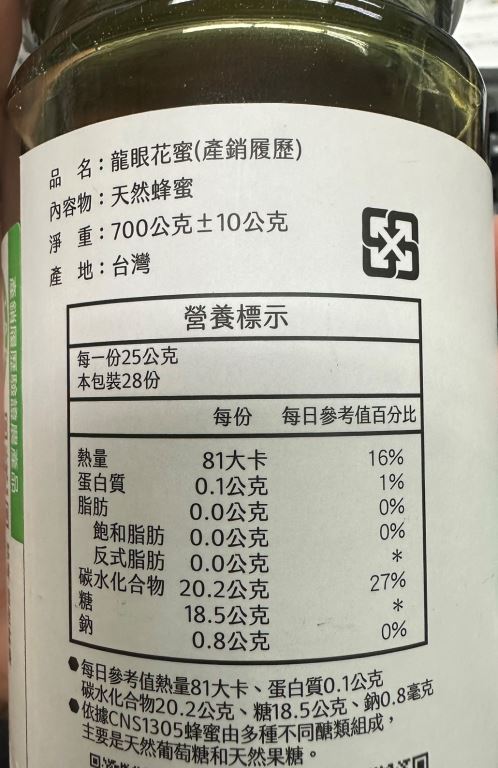 品 名：龍眼花蜜(產銷履歷)
內容物：天然蜂蜜
淨 重：700公克±10公克
產 地：台灣
營養標示
每一份25公克
本包裝28份
每份 每日參考值百分比
熱量 81大卡 16%
蛋白質 0.1公克 1%
脂肪 0.0公克 0%
飽和脂肪 0.0公克 0%
反式脂肪 0.0公克 *
碳水化合物 20.2公克 27%
糖 18.5公克 *
鈉 0.8公克 0%
●每日參考值熱量81大卡、蛋白質0.1公克
碳水化合物20.2公克、糖18.5公克、鈉0.8毫克
●依據CNS1305蜂蜜由多種不同醣類組成，
主要是天然葡萄糖和天然果糖。